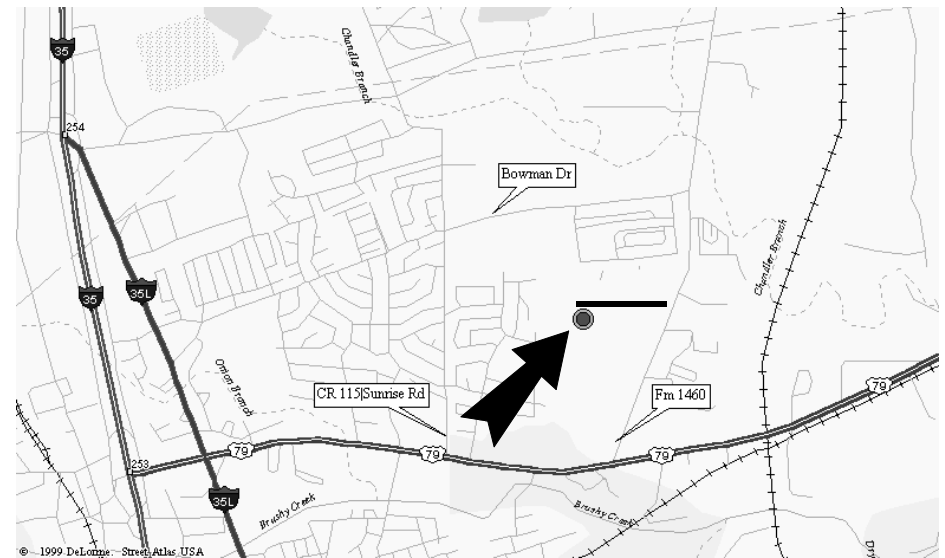 35
Chandler Branch
254
Bowman Dr
Chandler Branch
35
35L
Onion Branch
CR 115|Sunrise Rd
Fm 1460
79
79
79
79
253
35L
Brushy Creek
Brushy Creek
© 1999 DeLorme. Street Atlas USA